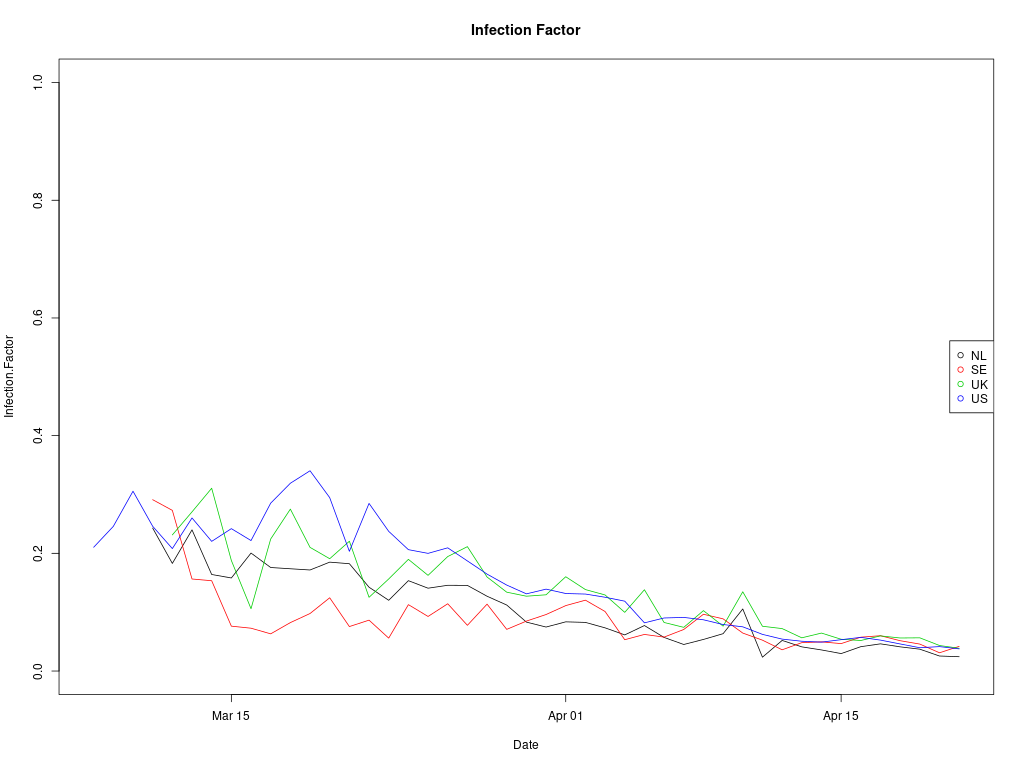 Infection Factor
Infection.Factor
1.0
0.8
0.6
0.4
0.2
0.0
NL
SE
UK
US
Mar 15
Apr 01
Apr 15
Date